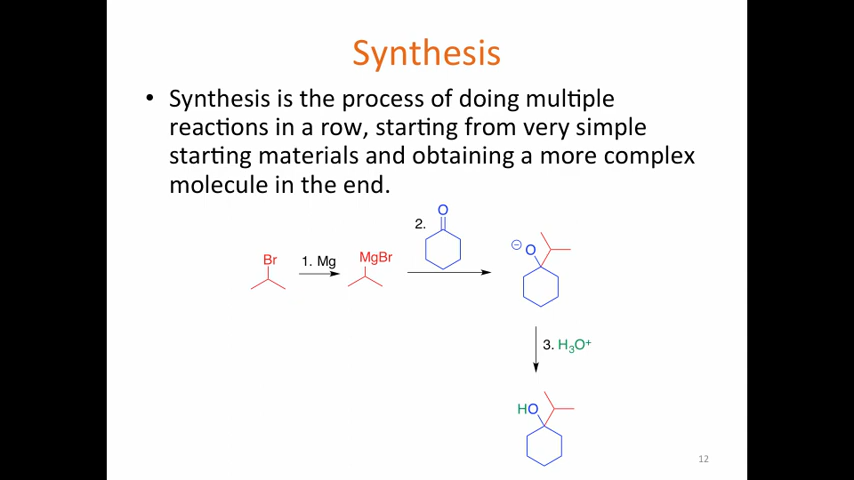 Synthesis
• Synthesis is the process of doing multiple
reactions in a row, starting from very simple
starting materials and obtaining a more complex
molecule in the end.
O
2.
Br
1. Mg
MgBr
⊖ O
3. H₃O⁺
HO
12